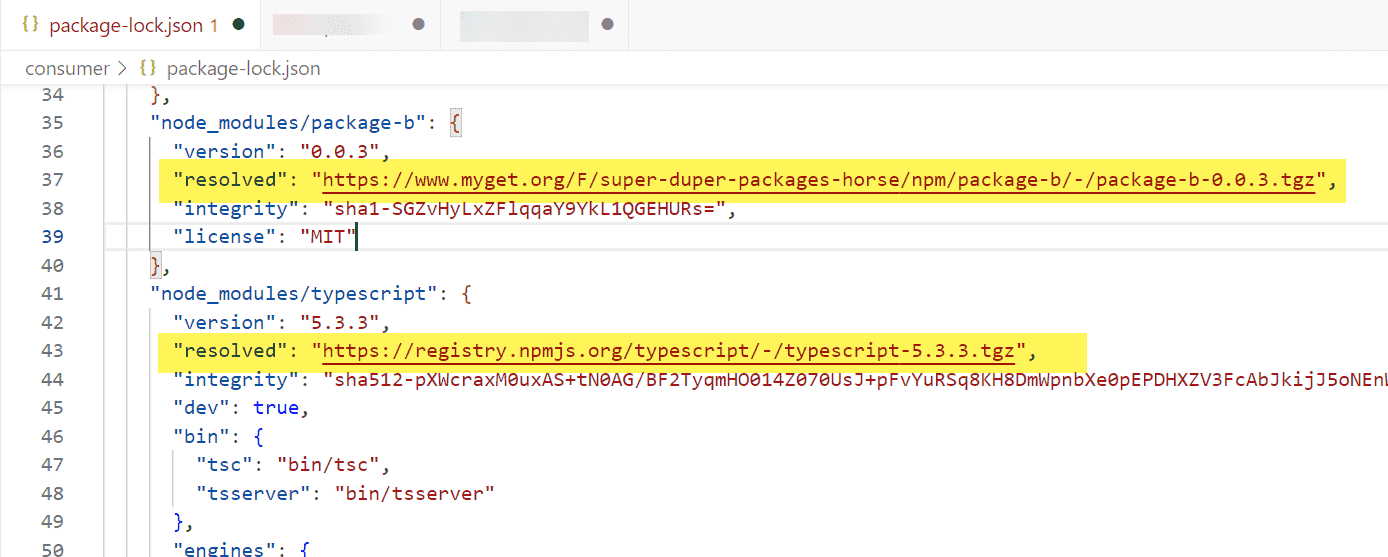 {} package-lock.json 1
consumer > {} package-lock.json
34 },
35 "node_modules/package-b": {
36 "version": "0.0.3",
37 "resolved": "https://www.myget.org/F/super-duper-packages-horse/npm/package-b/-/package-b-0.0.3.tgz",
38 "integrity": "sha1-SGZvHyLxZFlqqaY9YkL1QGEHURs=",
39 "license": "MIT"
40 },
41 "node_modules/typescript": {
42 "version": "5.3.3",
43 "resolved": "https://registry.npmjs.org/typescript/-/typescript-5.3.3.tgz",
44 "integrity": "sha512-pXWcraxM0uxAS+tN0AG/BF2TyqmHO014Z070UsJ+pFvYuRSq8KH8DmWpnbXe0pEPDHXZV3FcAbJkijJ5oNEnW
45 "dev": true,
46 "bin": {
47 "tsc": "bin/tsc",
48 "tsserver": "bin/tsserver"
49 },
50 "engines": {